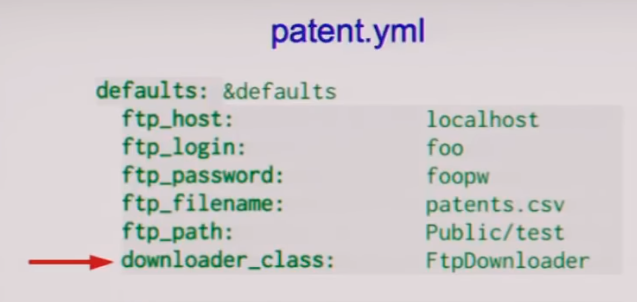 patent.yml
defaults: &defaults
ftp_host: localhost
ftp_login: foo
ftp_password: foopw
ftp_filename: patents.csv
ftp_path: Public/test
downloader_class: FtpDownloader